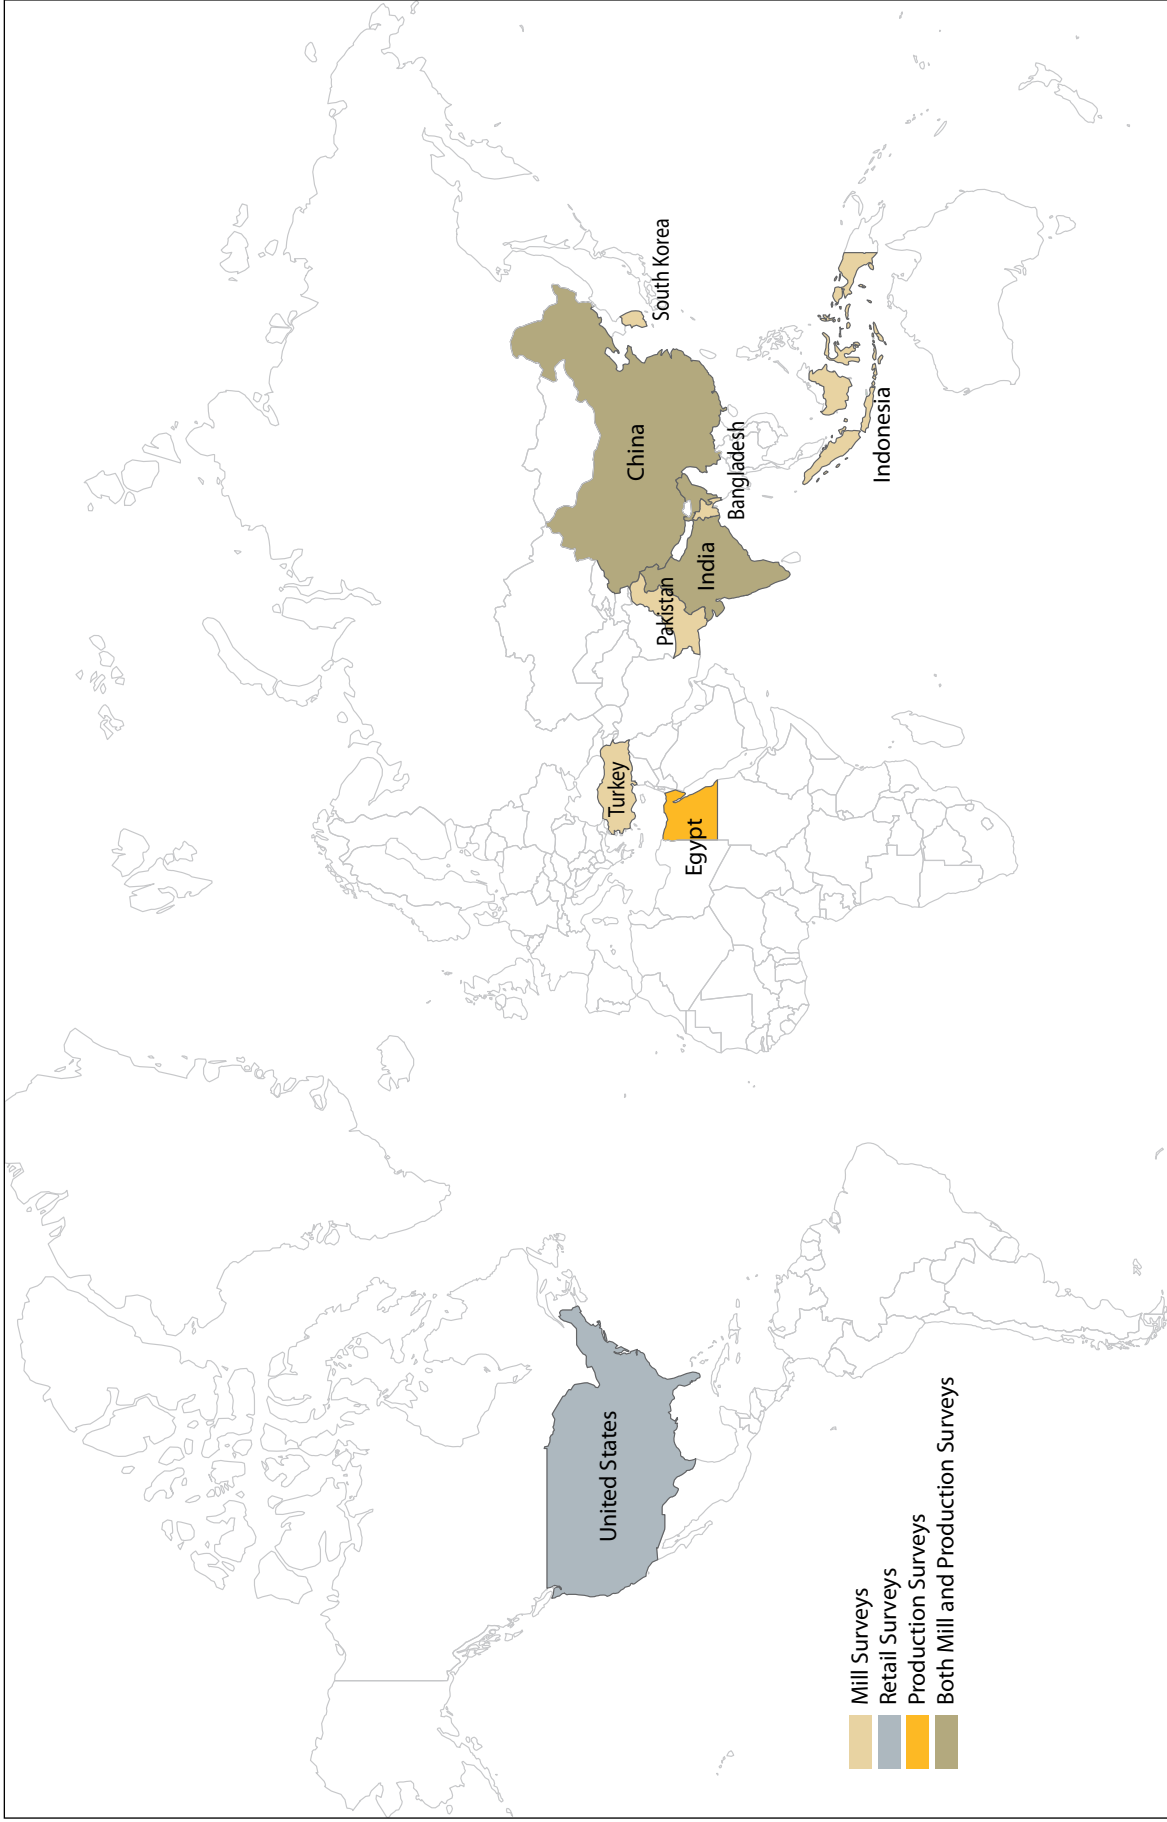 United States
Turkey
Egypt
Pakistan
India
China
Bangladesh
South Korea
Indonesia
Mill Surveys
Retail Surveys
Production Surveys
Both Mill and Production Surveys